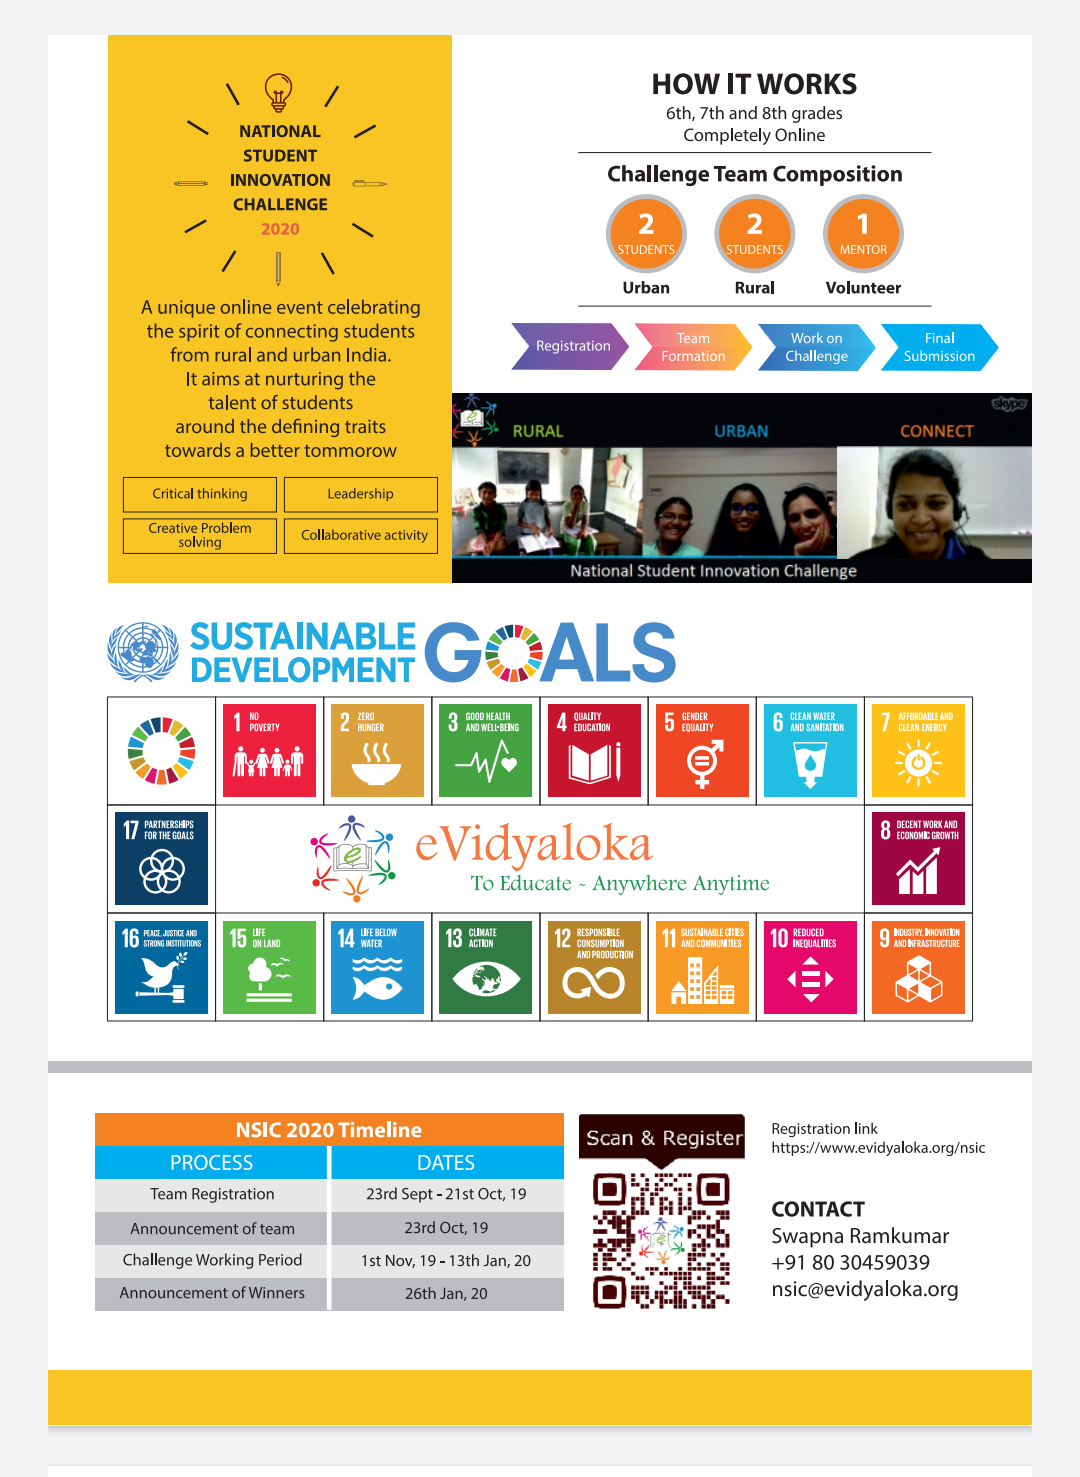 NATIONAL
STUDENT
INNOVATION
CHALLENGE
2020
A unique online event celebrating
the spirit of connecting students
from rural and urban India.
It aims at nurturing the
talent of students
around the defining traits
towards a better tommorow
Critical thinking
Leadership
Creative Problem
solving
Collaborative activity
HOW IT WORKS
6th, 7th and 8th grades
Completely Online
Challenge Team Composition
2
STUDENTS
Urban
2
STUDENTS
Rural
1
MENTOR
Volunteer
Registration
Team
Formation
Work on
Challenge
Final
Submission
skype
RURAL
URBAN
CONNECT
National Student Innovation Challenge
SUSTAINABLE
DEVELOPMENT
GOALS
1 NO
POVERTY
2 ZERO
HUNGER
3 GOOD HEALTH
AND WELL-BEING
4 QUALITY
EDUCATION
5 GENDER
EQUALITY
6 CLEAN WATER
AND SANITATION
7 AFFORDABLE AND
CLEAN ENERGY
17 PARTNERSHIPS
FOR THE GOALS
e
eVidyaloka
To Educate - Anywhere Anytime
8 DECENT WORK AND
ECONOMIC GROWTH
16 PEACE, JUSTICE AND
STRONG INSTITUTIONS
15 LIFE
ON LAND
14 LIFE BELOW
WATER
13 CLIMATE
ACTION
12 RESPONSIBLE
CONSUMPTION
AND PRODUCTION
11 SUSTAINABLE CITIES
AND COMMUNITIES
10 REDUCED
INEQUALITIES
9 INDUSTRY, INNOVATION
AND INFRASTRUCTURE
NSIC 2020 Timeline
PROCESS DATES
Team Registration 23rd Sept - 21st Oct, 19
Announcement of team 23rd Oct, 19
Challenge Working Period 1st Nov, 19 - 13th Jan, 20
Announcement of Winners 26th Jan, 20
Scan & Register
Registration link
https://www.evidyaloka.org/nsic
CONTACT
Swapna Ramkumar
+91 80 30459039
nsic@evidyaloka.org